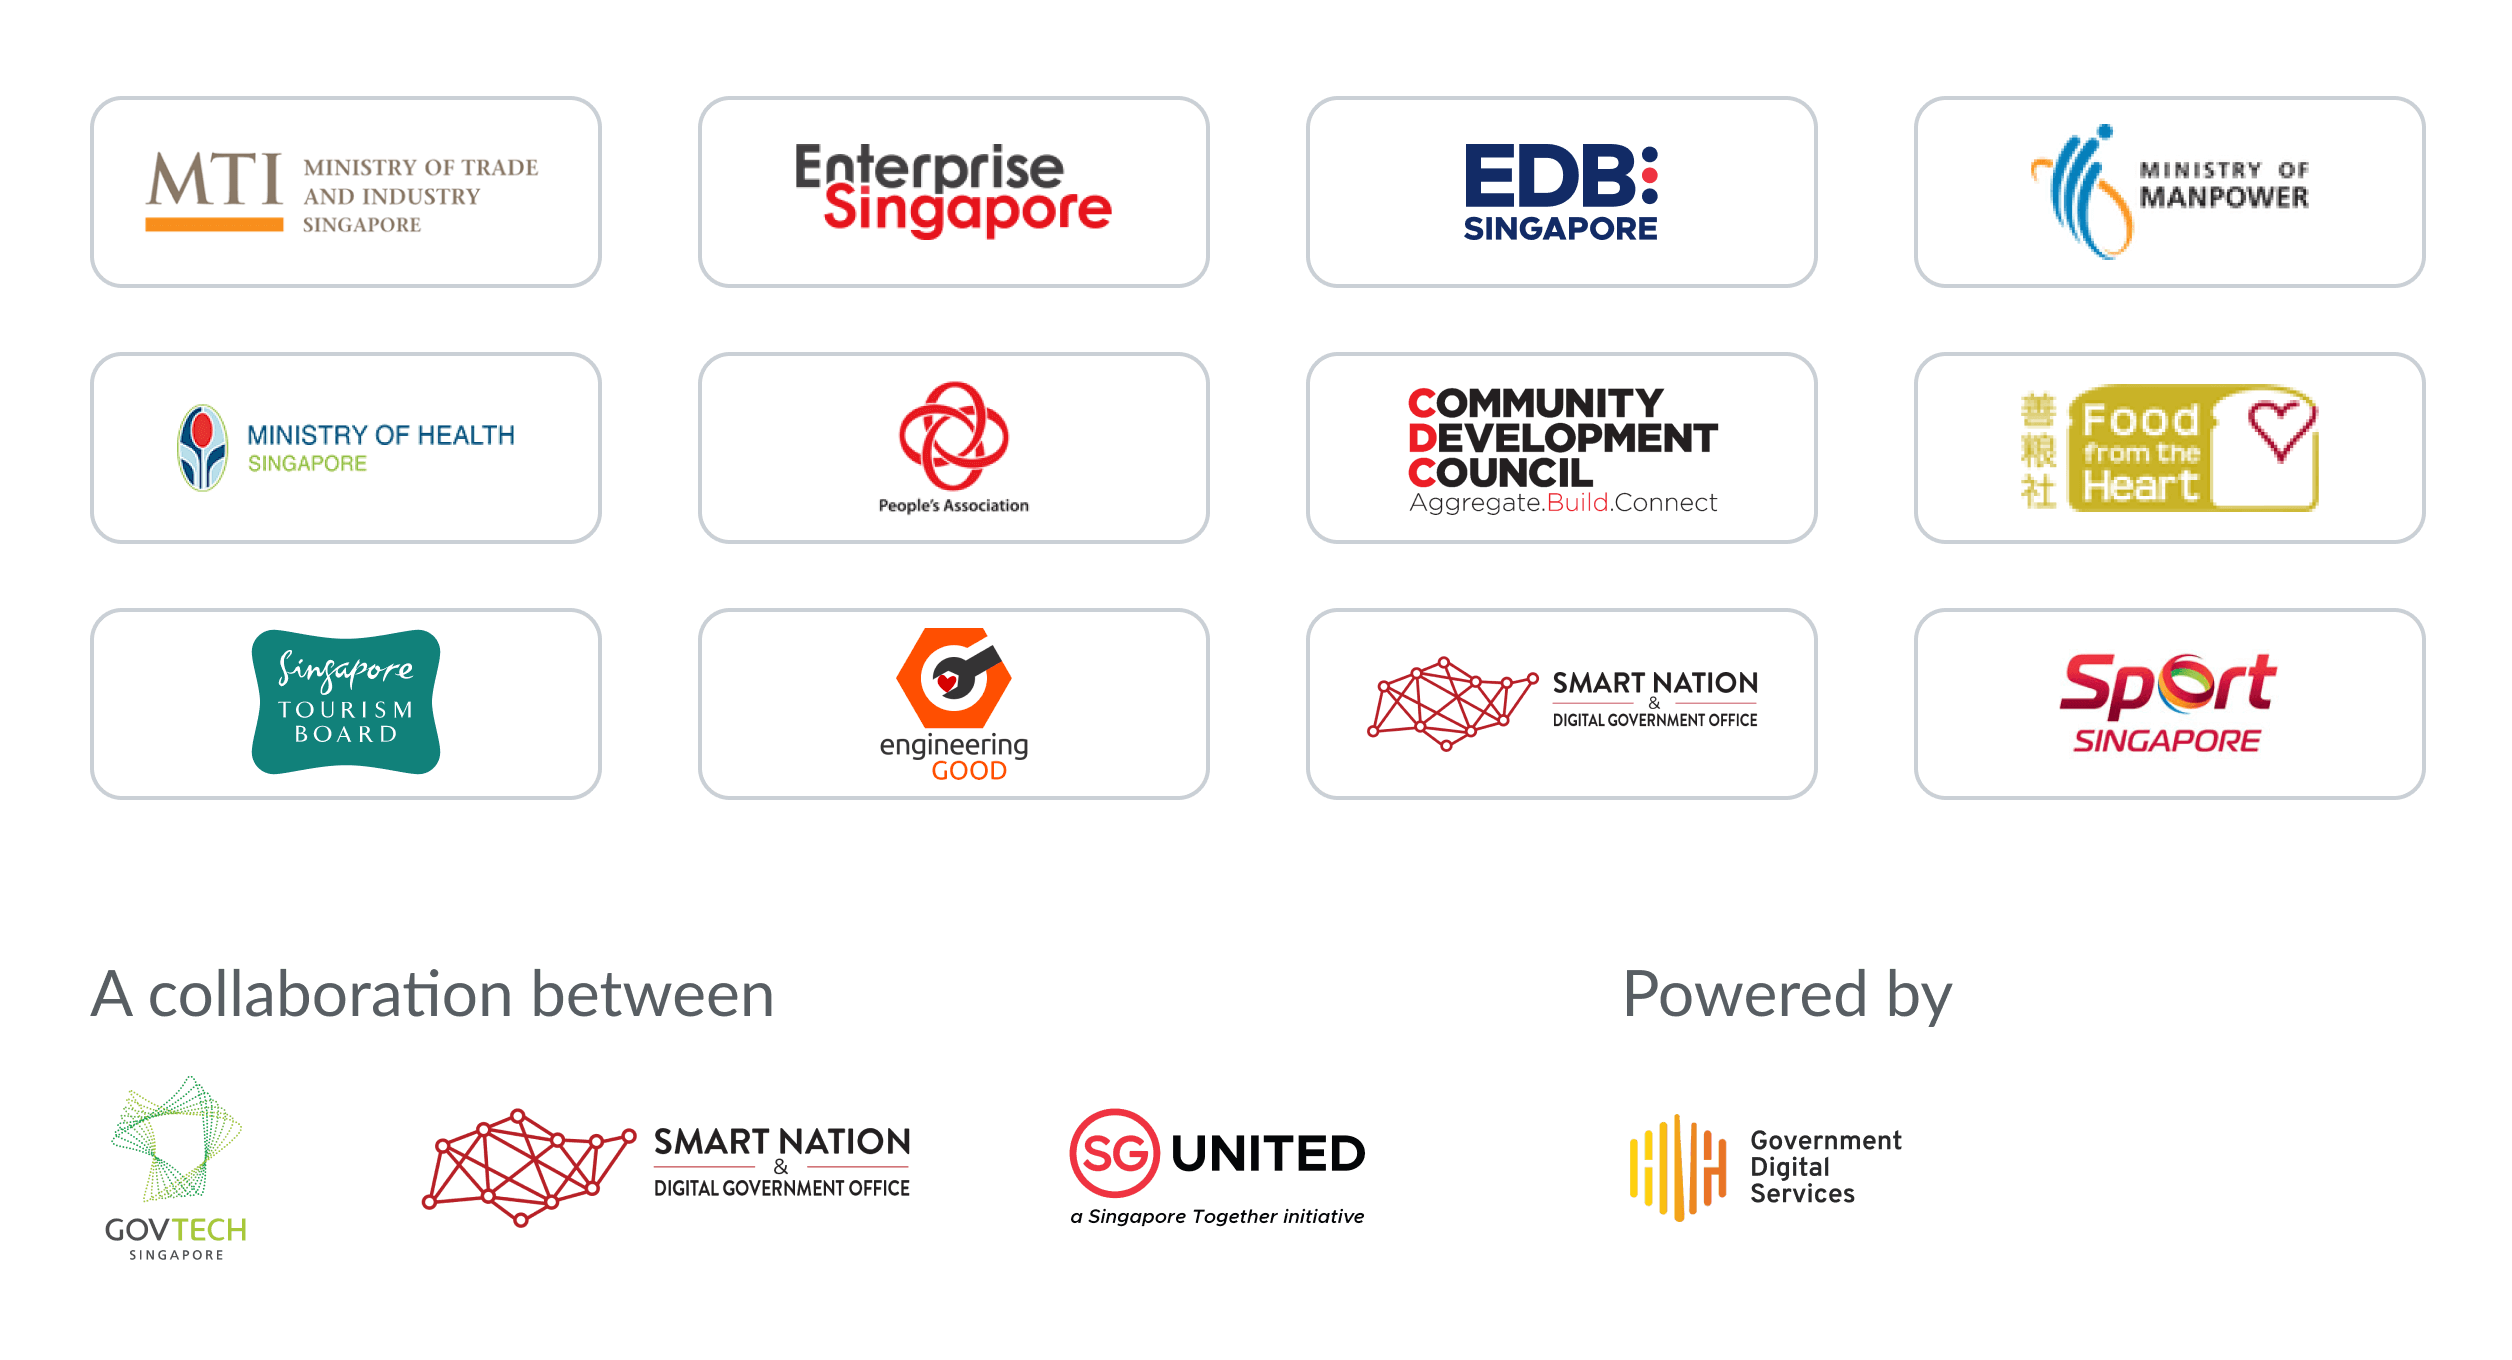 MTI
MINISTRY OF TRADE
AND INDUSTRY
SINGAPORE
Enterprise
Singapore
EDB
SINGAPORE
MINISTRY OF
MANPOWER
MINISTRY OF HEALTH
SINGAPORE
People's Association
COMMUNITY
DEVELOPMENT
COUNCIL
Aggregate.Build.Connect
善粮社
Food
from the
Heart
Singapore
TOURISM
BOARD
engineering
GOOD
SMART NATION
&
DIGITAL GOVERNMENT OFFICE
Sport
SINGAPORE
A collaboration between
Powered by
GOVTECH
SINGAPORE
SMART NATION
&
DIGITAL GOVERNMENT OFFICE
SG UNITED
a Singapore Together initiative
Government
Digital
Services